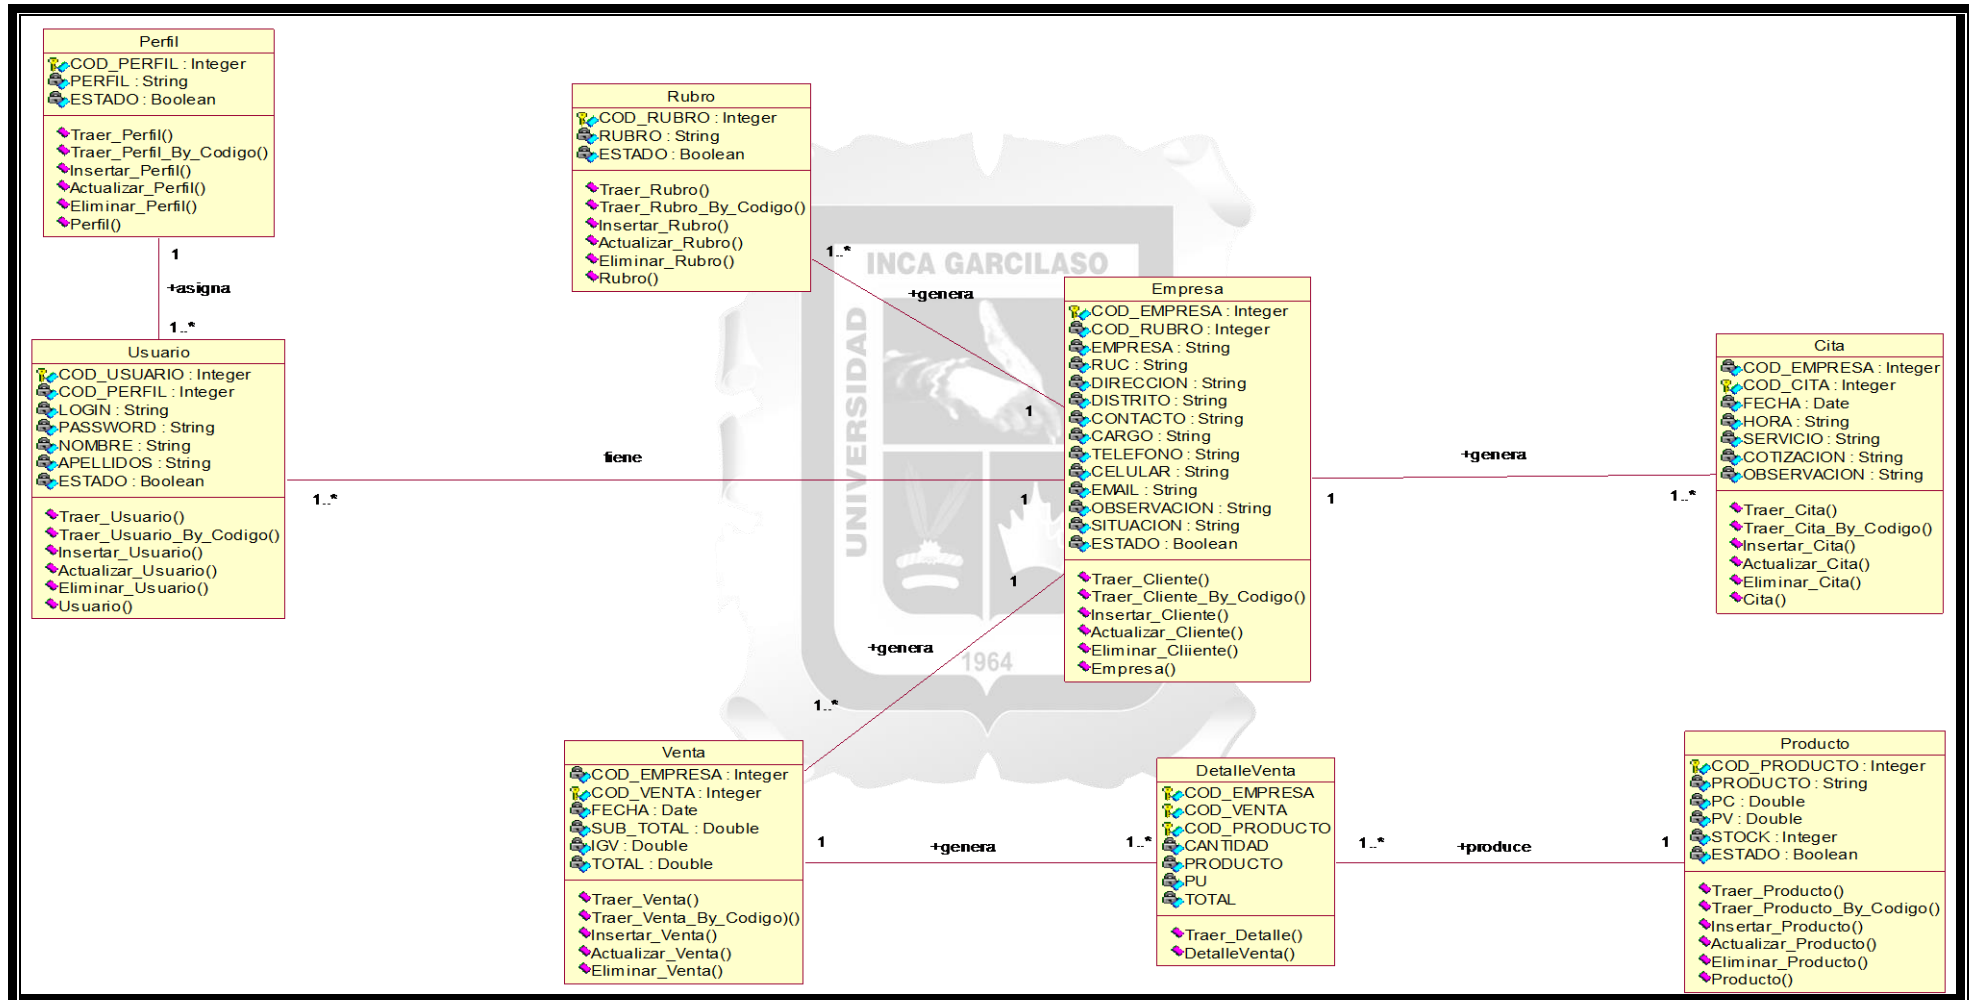 Perfil
COD_PERFIL : Integer
PERFIL : String
ESTADO : Boolean
Traer_Perfil()
Traer_Perfil_By_Codigo()
Insertar_Perfil()
Actualizar_Perfil()
Eliminar_Perfil()
Perfil()
1
+asigna
1..*
Usuario
COD_USUARIO : Integer
COD_PERFIL : Integer
LOGIN : String
PASSWORD : String
NOMBRE : String
APELLIDOS : String
ESTADO : Boolean
Traer_Usuario()
Traer_Usuario_By_Codigo()
Insertar_Usuario()
Actualizar_Usuario()
Eliminar_Usuario()
Usuario()
1..*
tiene
1
Rubro
COD_RUBRO : Integer
RUBRO : String
ESTADO : Boolean
Traer_Rubro()
Traer_Rubro_By_Codigo()
Insertar_Rubro()
Actualizar_Rubro()
Eliminar_Rubro()
Rubro()
1..*
+genera
1
INCA GARCILASO
UNIVERSIDAD
1964
Empresa
COD_EMPRESA : Integer
COD_RUBRO : Integer
EMPRESA : String
RUC : String
DIRECCION : String
DISTRITO : String
CONTACTO : String
CARGO : String
TELEFONO : String
CELULAR : String
EMAIL : String
OBSERVACION : String
SITUACION : String
ESTADO : Boolean
Traer_Cliente()
Traer_Cliente_By_Codigo()
Insertar_Cliente()
Actualizar_Cliente()
Eliminar_Cliiente()
Empresa()
1
+genera
1..*
Cita
COD_EMPRESA : Integer
COD_CITA : Integer
FECHA : Date
HORA : String
SERVICIO : String
COTIZACION : String
OBSERVACION : String
Traer_Cita()
Traer_Cita_By_Codigo()
Insertar_Cita()
Actualizar_Cita()
Eliminar_Cita()
Cita()
1
+genera
1..*
Venta
COD_EMPRESA : Integer
COD_VENTA : Integer
FECHA : Date
SUB_TOTAL : Double
IGV : Double
TOTAL : Double
Traer_Venta()
Traer_Venta_By_Codigo)()
Insertar_Venta()
Actualizar_Venta()
Eliminar_Venta()
1
+genera
1..*
DetalleVenta
COD_EMPRESA
COD_VENTA
COD_PRODUCTO
CANTIDAD
PRODUCTO
PU
TOTAL
Traer_Detalle()
DetalleVenta()
1..*
+produce
1
Producto
COD_PRODUCTO : Integer
PRODUCTO : String
PC : Double
PV : Double
STOCK : Integer
ESTADO : Boolean
Traer_Producto()
Traer_Producto_By_Codigo()
Insertar_Producto()
Actualizar_Producto()
Eliminar_Producto()
Producto()